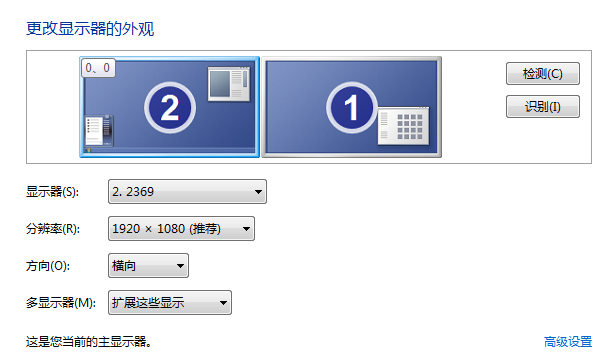 更改显示器的外观
0、0
2
1
检测(C)
识别(I)
显示器(S): 2. 2369
分辨率(R): 1920 × 1080 (推荐)
方向(O): 横向
多显示器(M): 扩展这些显示
这是您当前的主显示器。 高级设置